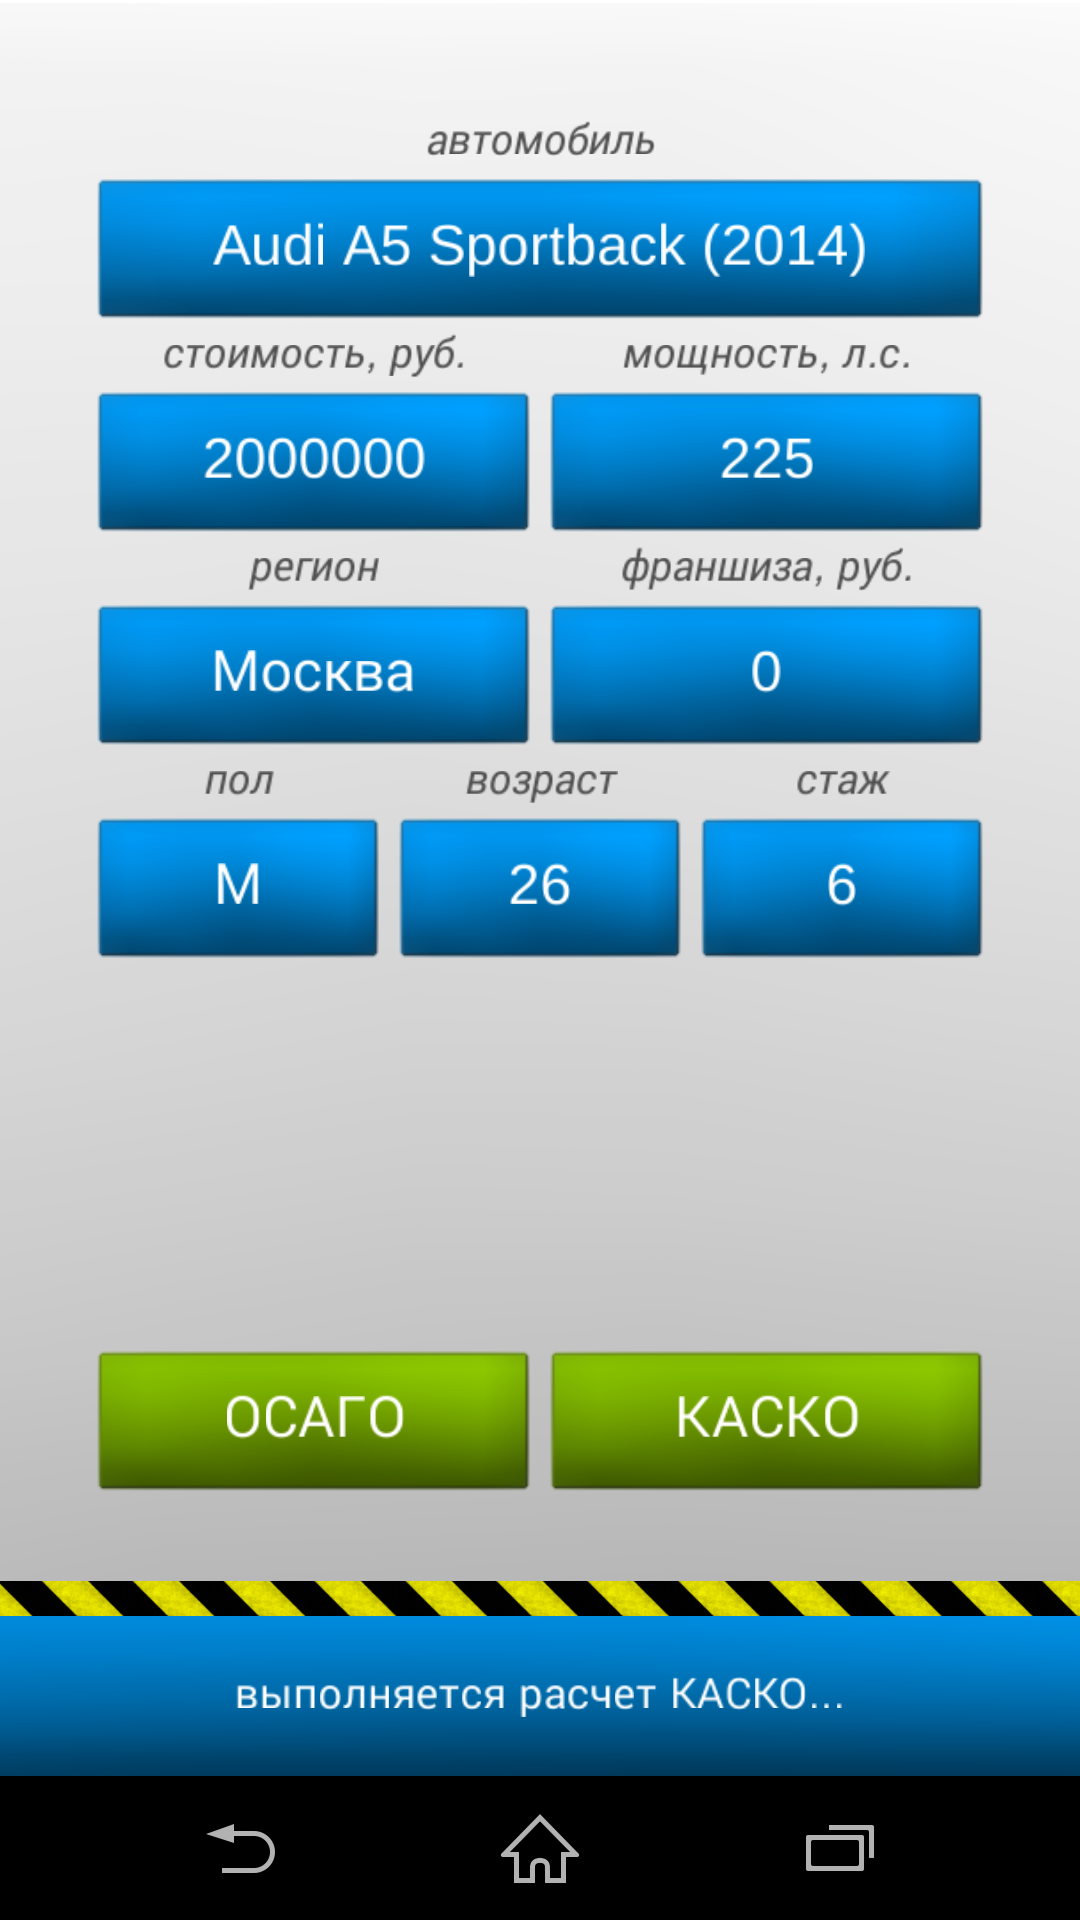 автомобиль
Audi A5 Sportback (2014)
стоимость, руб. мощность, л.с.
2000000 225
регион франшиза, руб.
Москва 0
пол возраст стаж
М 26 6
ОСАГО КАСКО
выполняется расчет КАСКО...